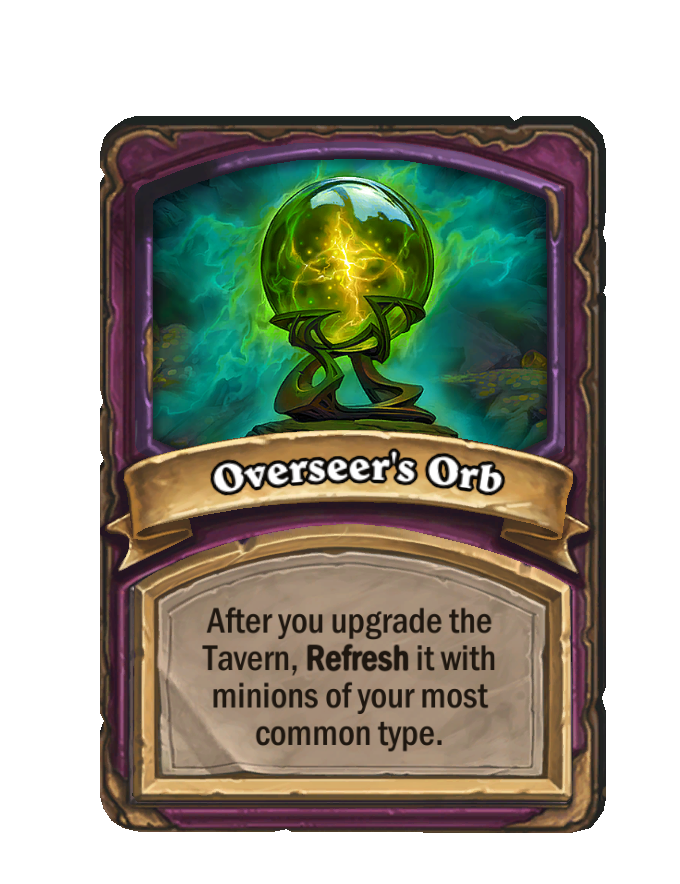 Overseer's Orb
After you upgrade the
Tavern, Refresh it with
minions of your most
common type.